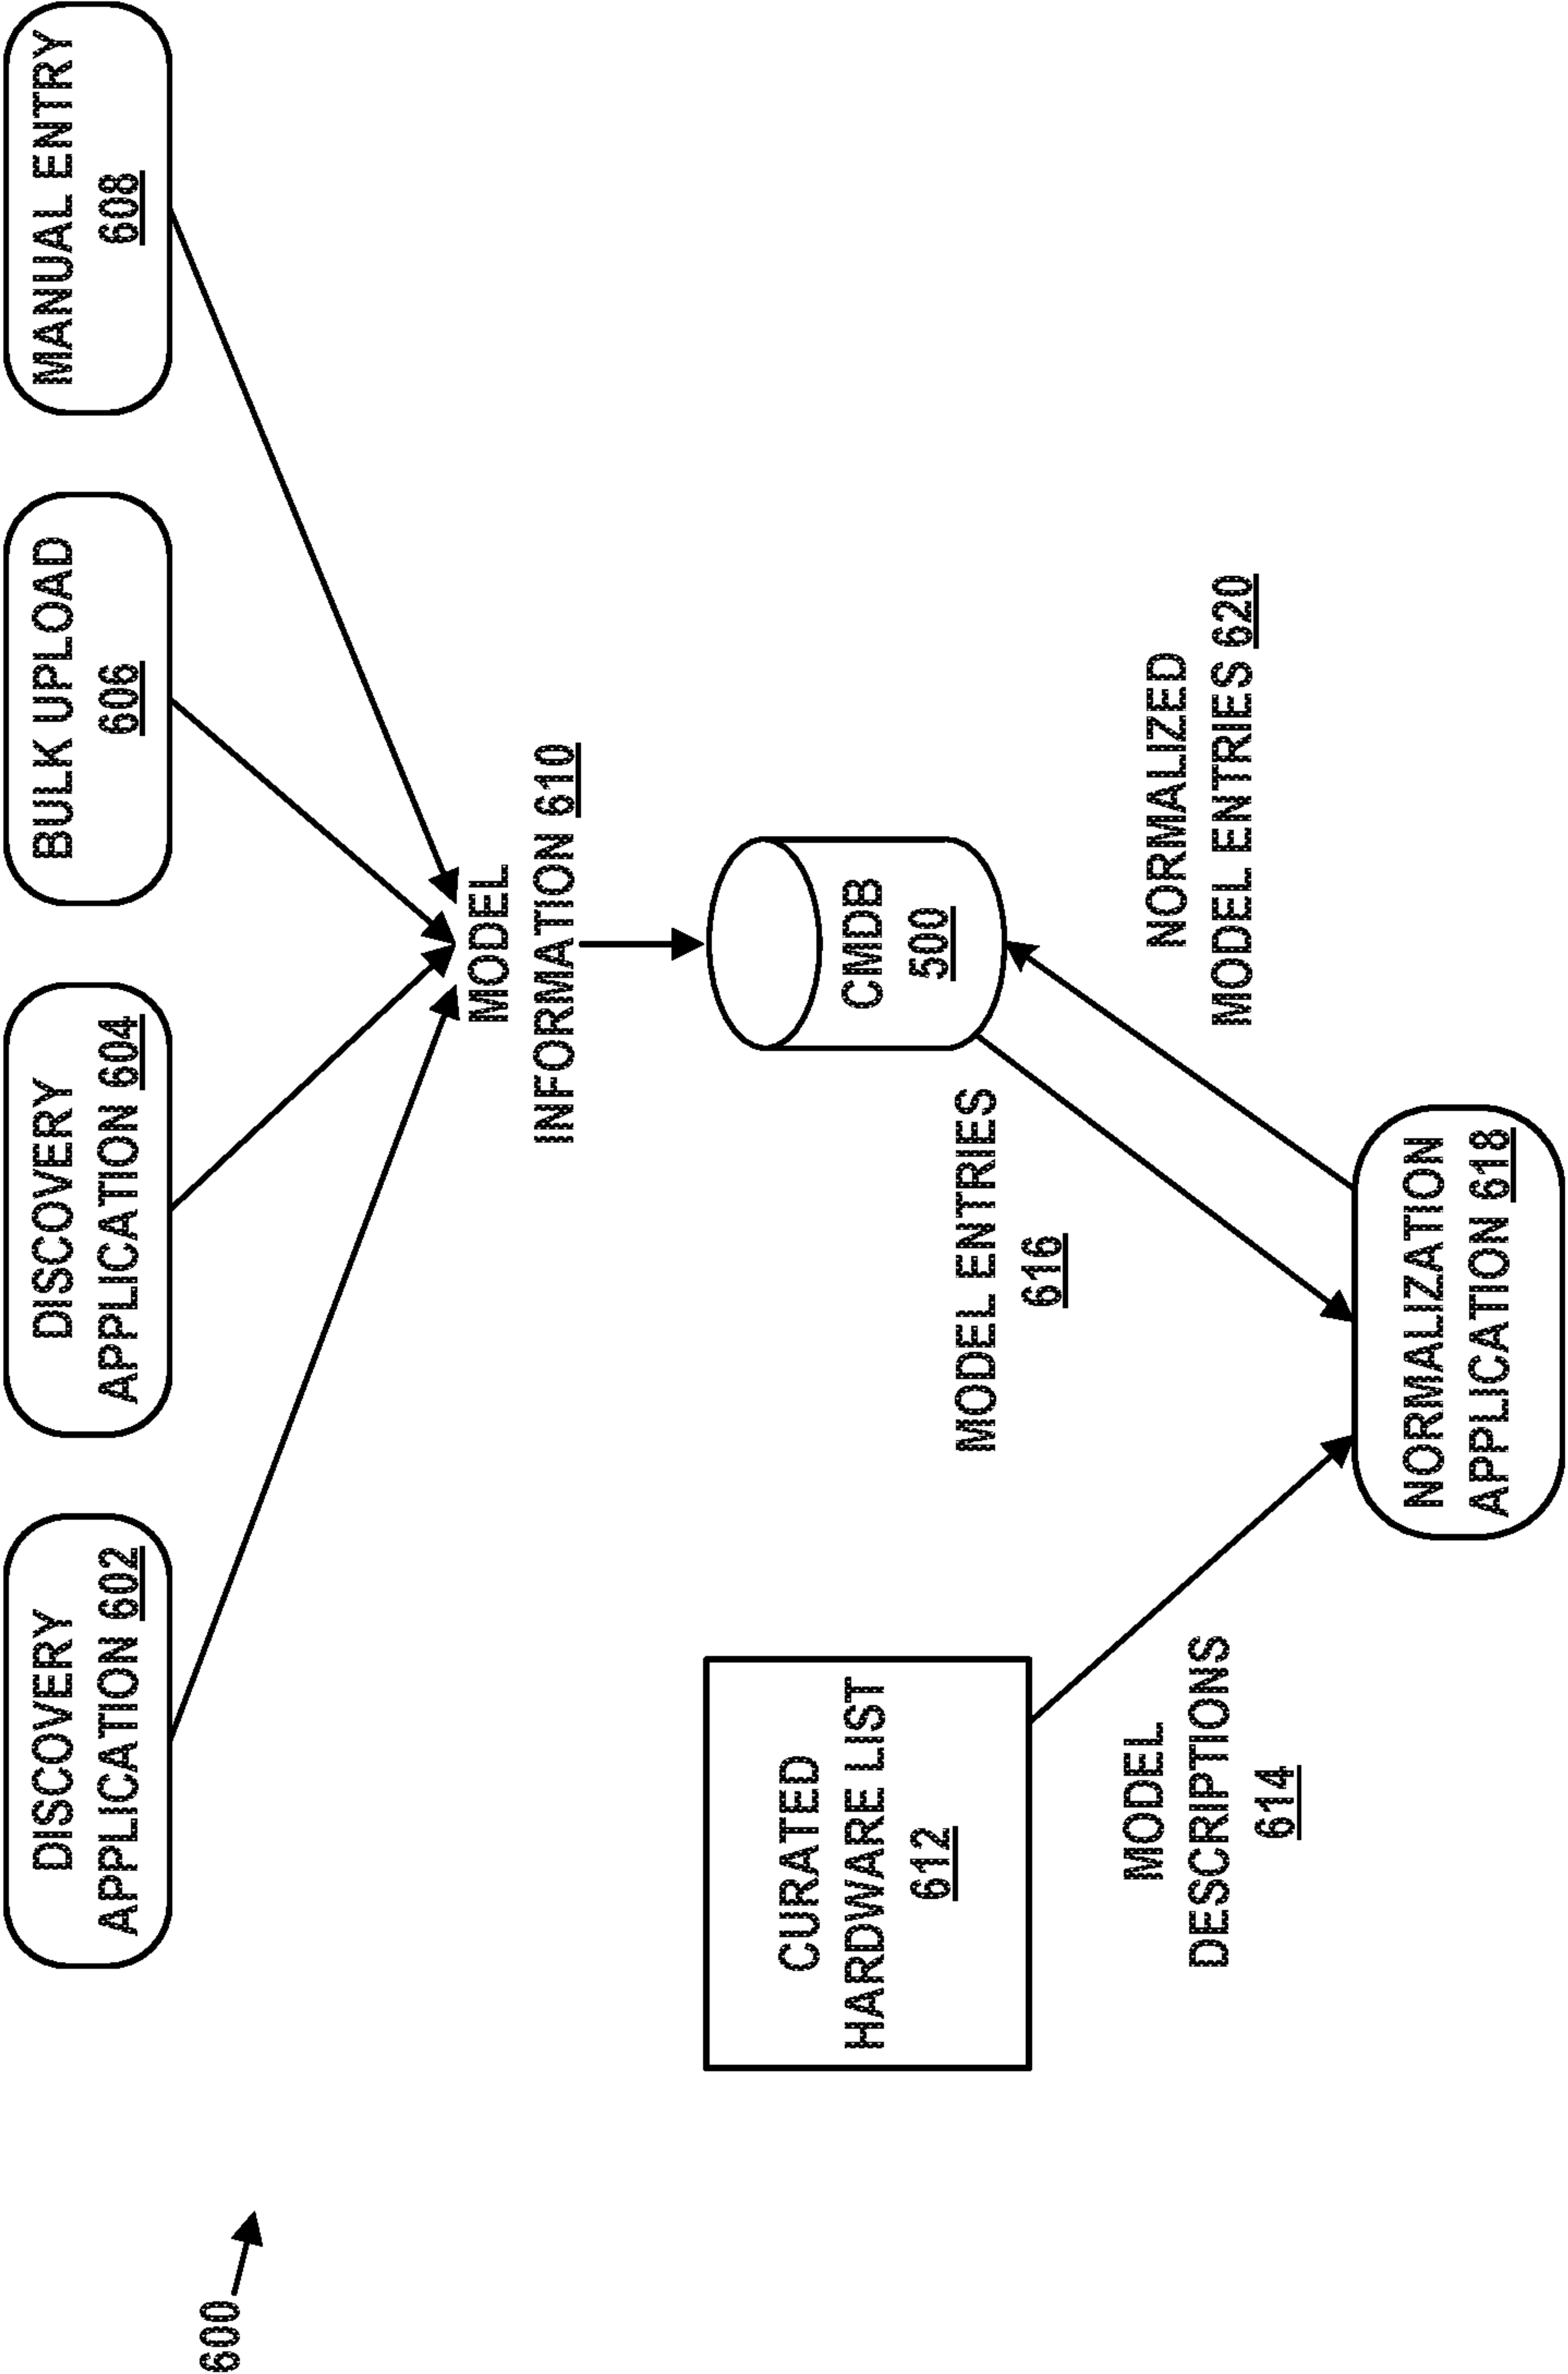 600
DISCOVERY
APPLICATION 602
DISCOVERY
APPLICATION 604
BULK UPLOAD
606
MANUAL ENTRY
608
MODEL
INFORMATION 610
CURATED
HARDWARE LIST
612
CMDB
500
MODEL
DESCRIPTIONS
614
MODEL ENTRIES
616
NORMALIZED
MODEL ENTRIES 620
NORMALIZATION
APPLICATION 618